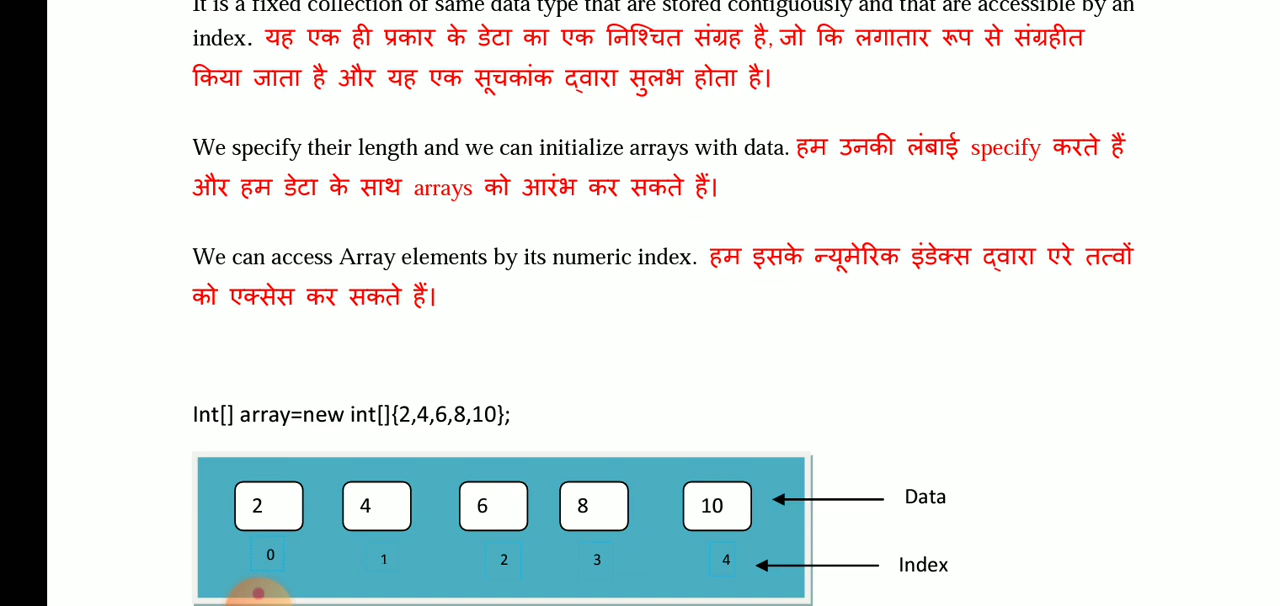 It is a fixed collection of same data type that are stored contiguously and that are accessible by an
index. यह एक ही प्रकार के डेटा का एक निश्चित संग्रह है, जो कि लगातार रूप से संग्रहीत
किया जाता है और यह एक सूचकांक द्वारा सुलभ होता है।
We specify their length and we can initialize arrays with data. हम उनकी लंबाई specify करते हैं
और हम डेटा के साथ arrays को आरंभ कर सकते हैं।
We can access Array elements by its numeric index. हम इसके न्यूमेरिक इंडेक्स द्वारा एरे तत्वों
को एक्सेस कर सकते हैं।
Int[] array=new int[]{2,4,6,8,10};
2 4 6 8 10 Data
0 1 2 3 4 Index